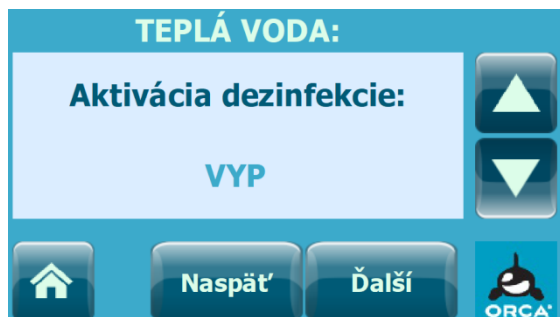 TEPLÁ VODA:
Aktivácia dezinfekcie:
VYP
Naspäť
Ďalší
ORCA